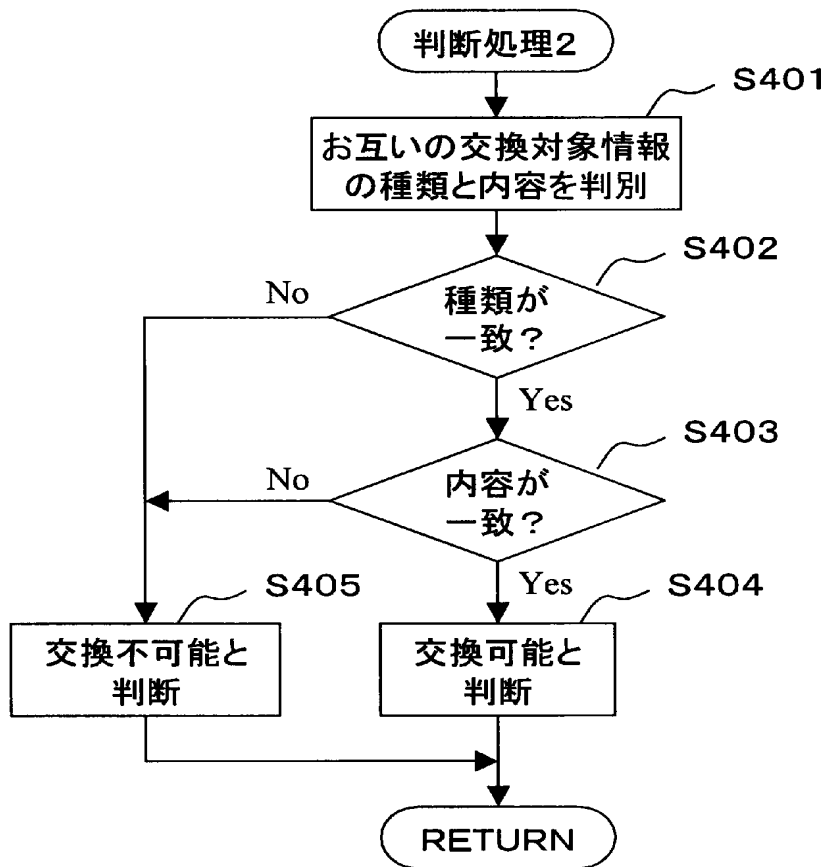 判断処理2
S401
お互いの交換対象情報
の種類と内容を判別
S402
No
種類が
一致?
Yes
S403
No
内容が
一致?
Yes
S405
S404
交換不可能と
判断
交換可能と
判断
RETURN